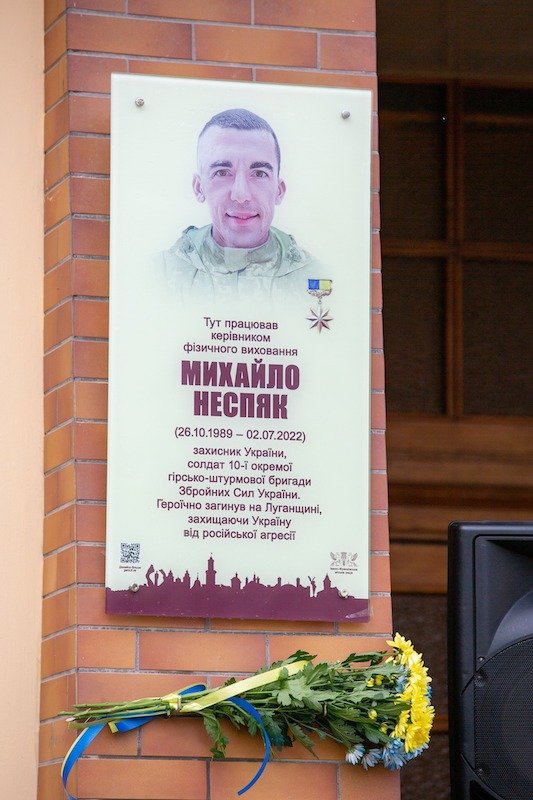 Тут працював
керівником
фізичного виховання
МИХАЙЛО
НЕСПЯК
(26.10.1989 – 02.07.2022)
захисник України,
солдат 10-ї окремої
гірсько-штурмової бригади
Збройних Сил України.
Героїчно загинув на Луганщині,
захищаючи Україну
від російської агресії